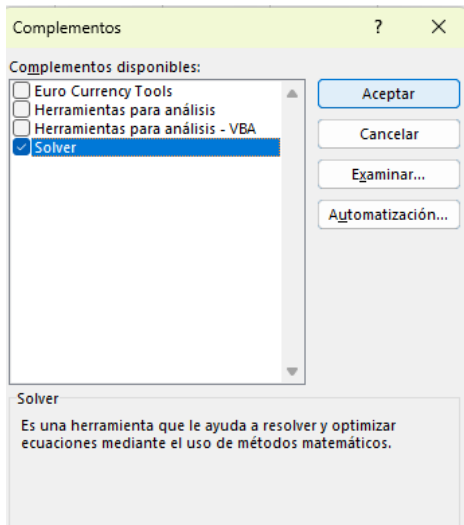 Complementos ? ×
Complementos disponibles:
Euro Currency Tools
Herramientas para análisis
Herramientas para análisis - VBA
Solver
Aceptar
Cancelar
Examinar...
Automatización...
Solver
Es una herramienta que le ayuda a resolver y optimizar
ecuaciones mediante el uso de métodos matemáticos.